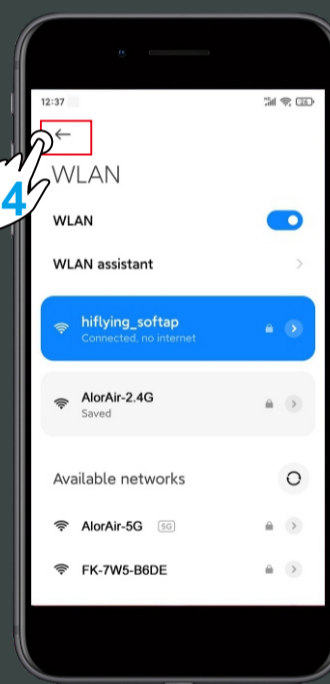 12:37
4
WLAN
WLAN
WLAN assistant
hiflying_softap
Connected, no internet
AlorAir-2.4G
Saved
Available networks
AlorAir-5G 5G
FK-7W5-B6DE